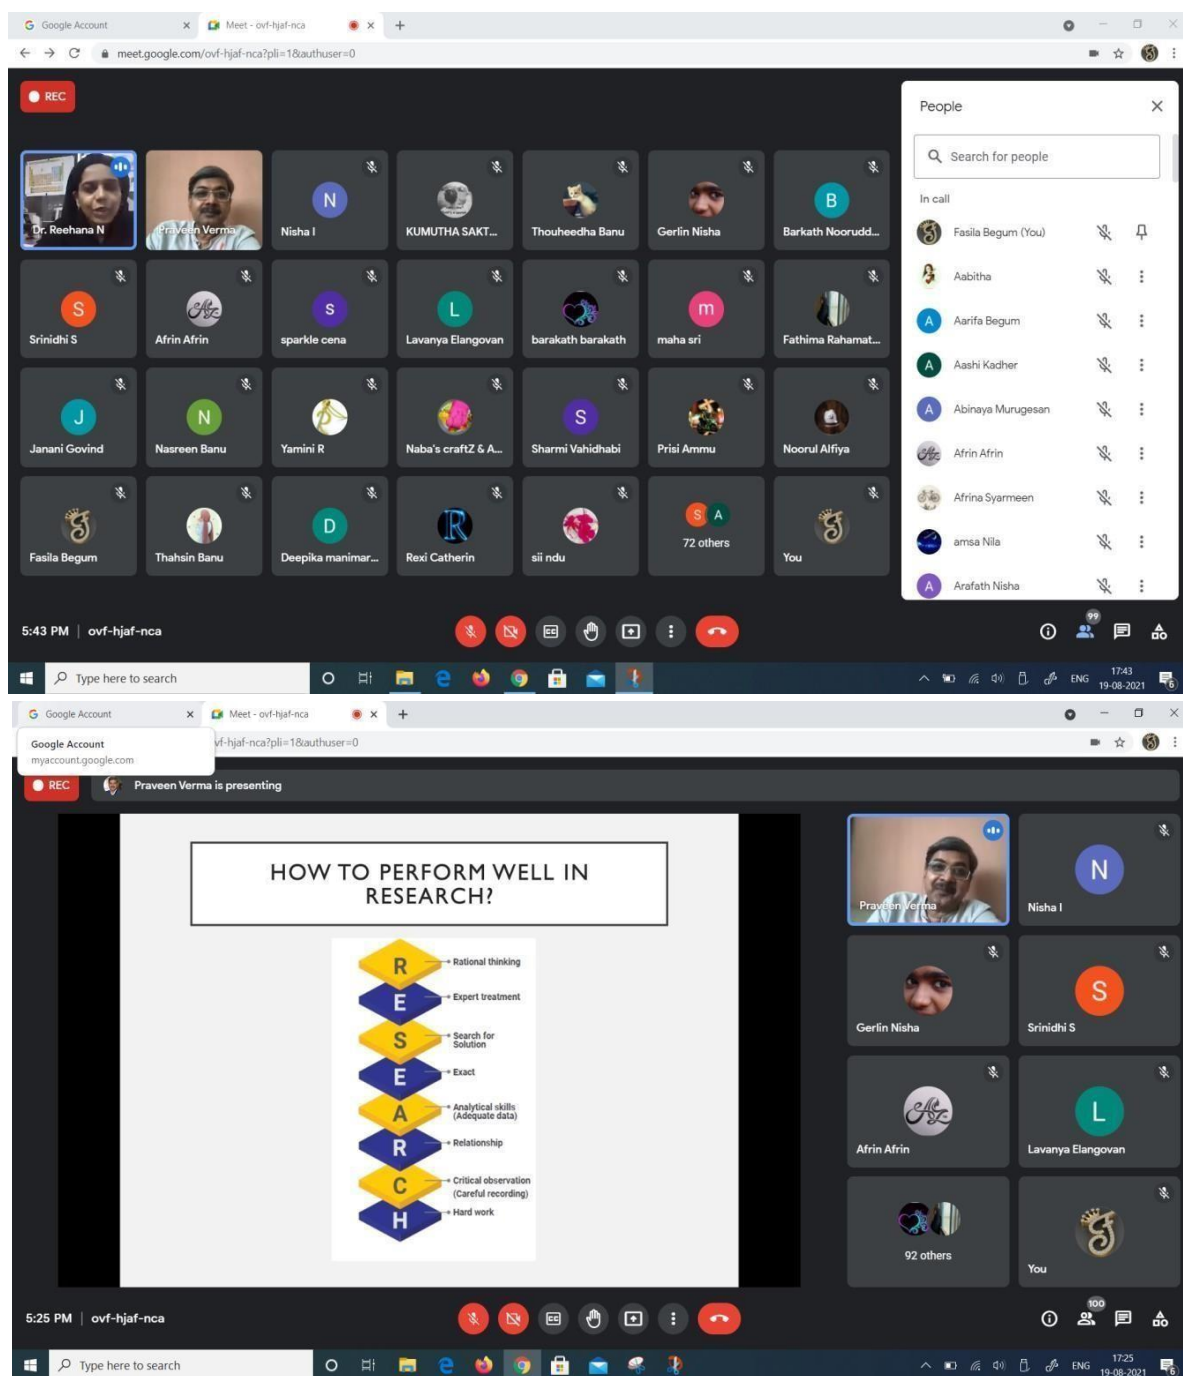 Google Account
Meet - ovf-hjaf-nca
meet.google.com/ovf-hjaf-nca?pli=1&authuser=0
REC
People
Search for people
In call
Dr. Reehana N
Praveen Verma
Nisha I
KUMUTHA SAKT...
Thouheedha Banu
Gerlin Nisha
B
Barkath Noorudd...
N
Fasila Begum (You)
Aabitha
S
Srinidhi S
Afrin Afrin
s
sparkle cena
L
Lavanya Elangovan
barakath barakath
m
maha sri
Fathima Rahamat...
A
Aarifa Begum
A
Aashi Kadher
J
Janani Govind
N
Nasreen Banu
Yamini R
Naba's craftZ & A...
S
Sharmi Vahidhabi
Prisi Ammu
Noorul Alfiya
A
Abinaya Murugesan
Afrin Afrin
Afrina Syarmeen
Fasila Begum
Thahsin Banu
D
Deepika manimar...
R
Rexi Catherin
sii ndu
S A
72 others
You
amsa Nila
A
Arafath Nisha
5:43 PM | ovf-hjaf-nca
CC
99
Type here to search
ENG
17:43
19-08-2021
6
Google Account
Meet - ovf-hjaf-nca
Google Account
myaccount.google.com
vf-hjaf-nca?pli=1&authuser=0
REC
Praveen Verma is presenting
HOW TO PERFORM WELL IN
RESEARCH?
R Rational thinking
E Expert treatment
S Search for
Solution
E Exact
A Analytical skills
(Adequate data)
R Relationship
C Critical observation
(Careful recording)
H Hard work
Praveen Verma
N
Nisha I
Gerlin Nisha
S
Srinidhi S
Afrin Afrin
L
Lavanya Elangovan
92 others
You
5:25 PM | ovf-hjaf-nca
CC
100
Type here to search
ENG
17:25
19-08-2021
6